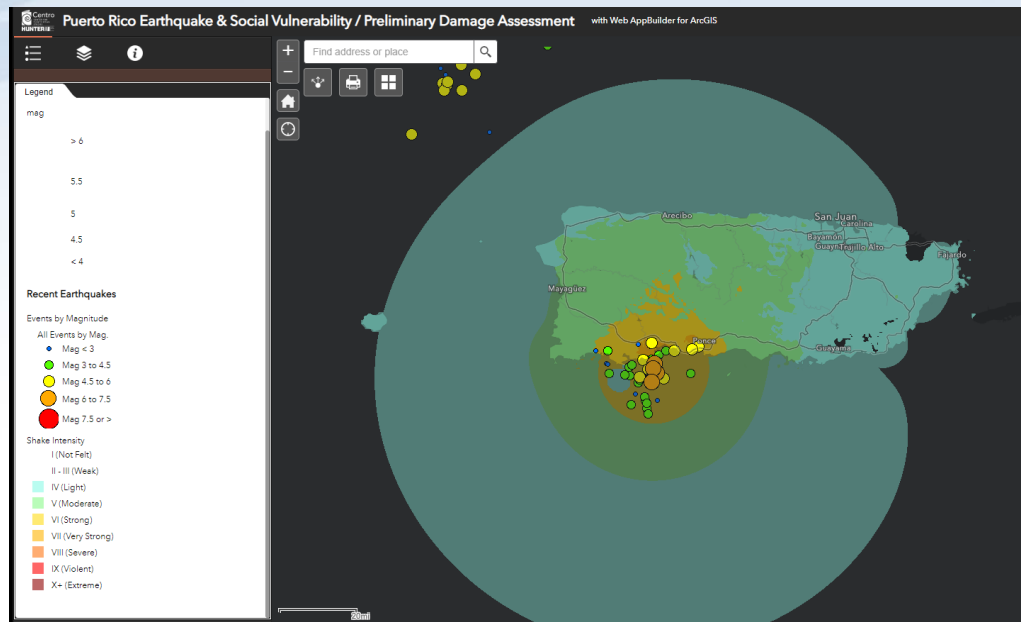 Centro
HUNTER
Puerto Rico Earthquake & Social Vulnerability / Preliminary Damage Assessment with Web AppBuilder for ArcGIS
+
Find address or place
−
Legend
mag
> 6
5.5
5
4.5
< 4
Recent Earthquakes
Events by Magnitude
All Events by Mag.
Mag < 3
Mag 3 to 4.5
Mag 4.5 to 6
Mag 6 to 7.5
Mag 7.5 or >
Shake Intensity
I (Not Felt)
II - III (Weak)
IV (Light)
V (Moderate)
VI (Strong)
VII (Very Strong)
VIII (Severe)
IX (Violent)
X+ (Extreme)
Arecibo
San Juan
Carolina
Bayamón
Trujillo Alto
Fajardo
Mayagüez
Ponce
Guayama
20mi